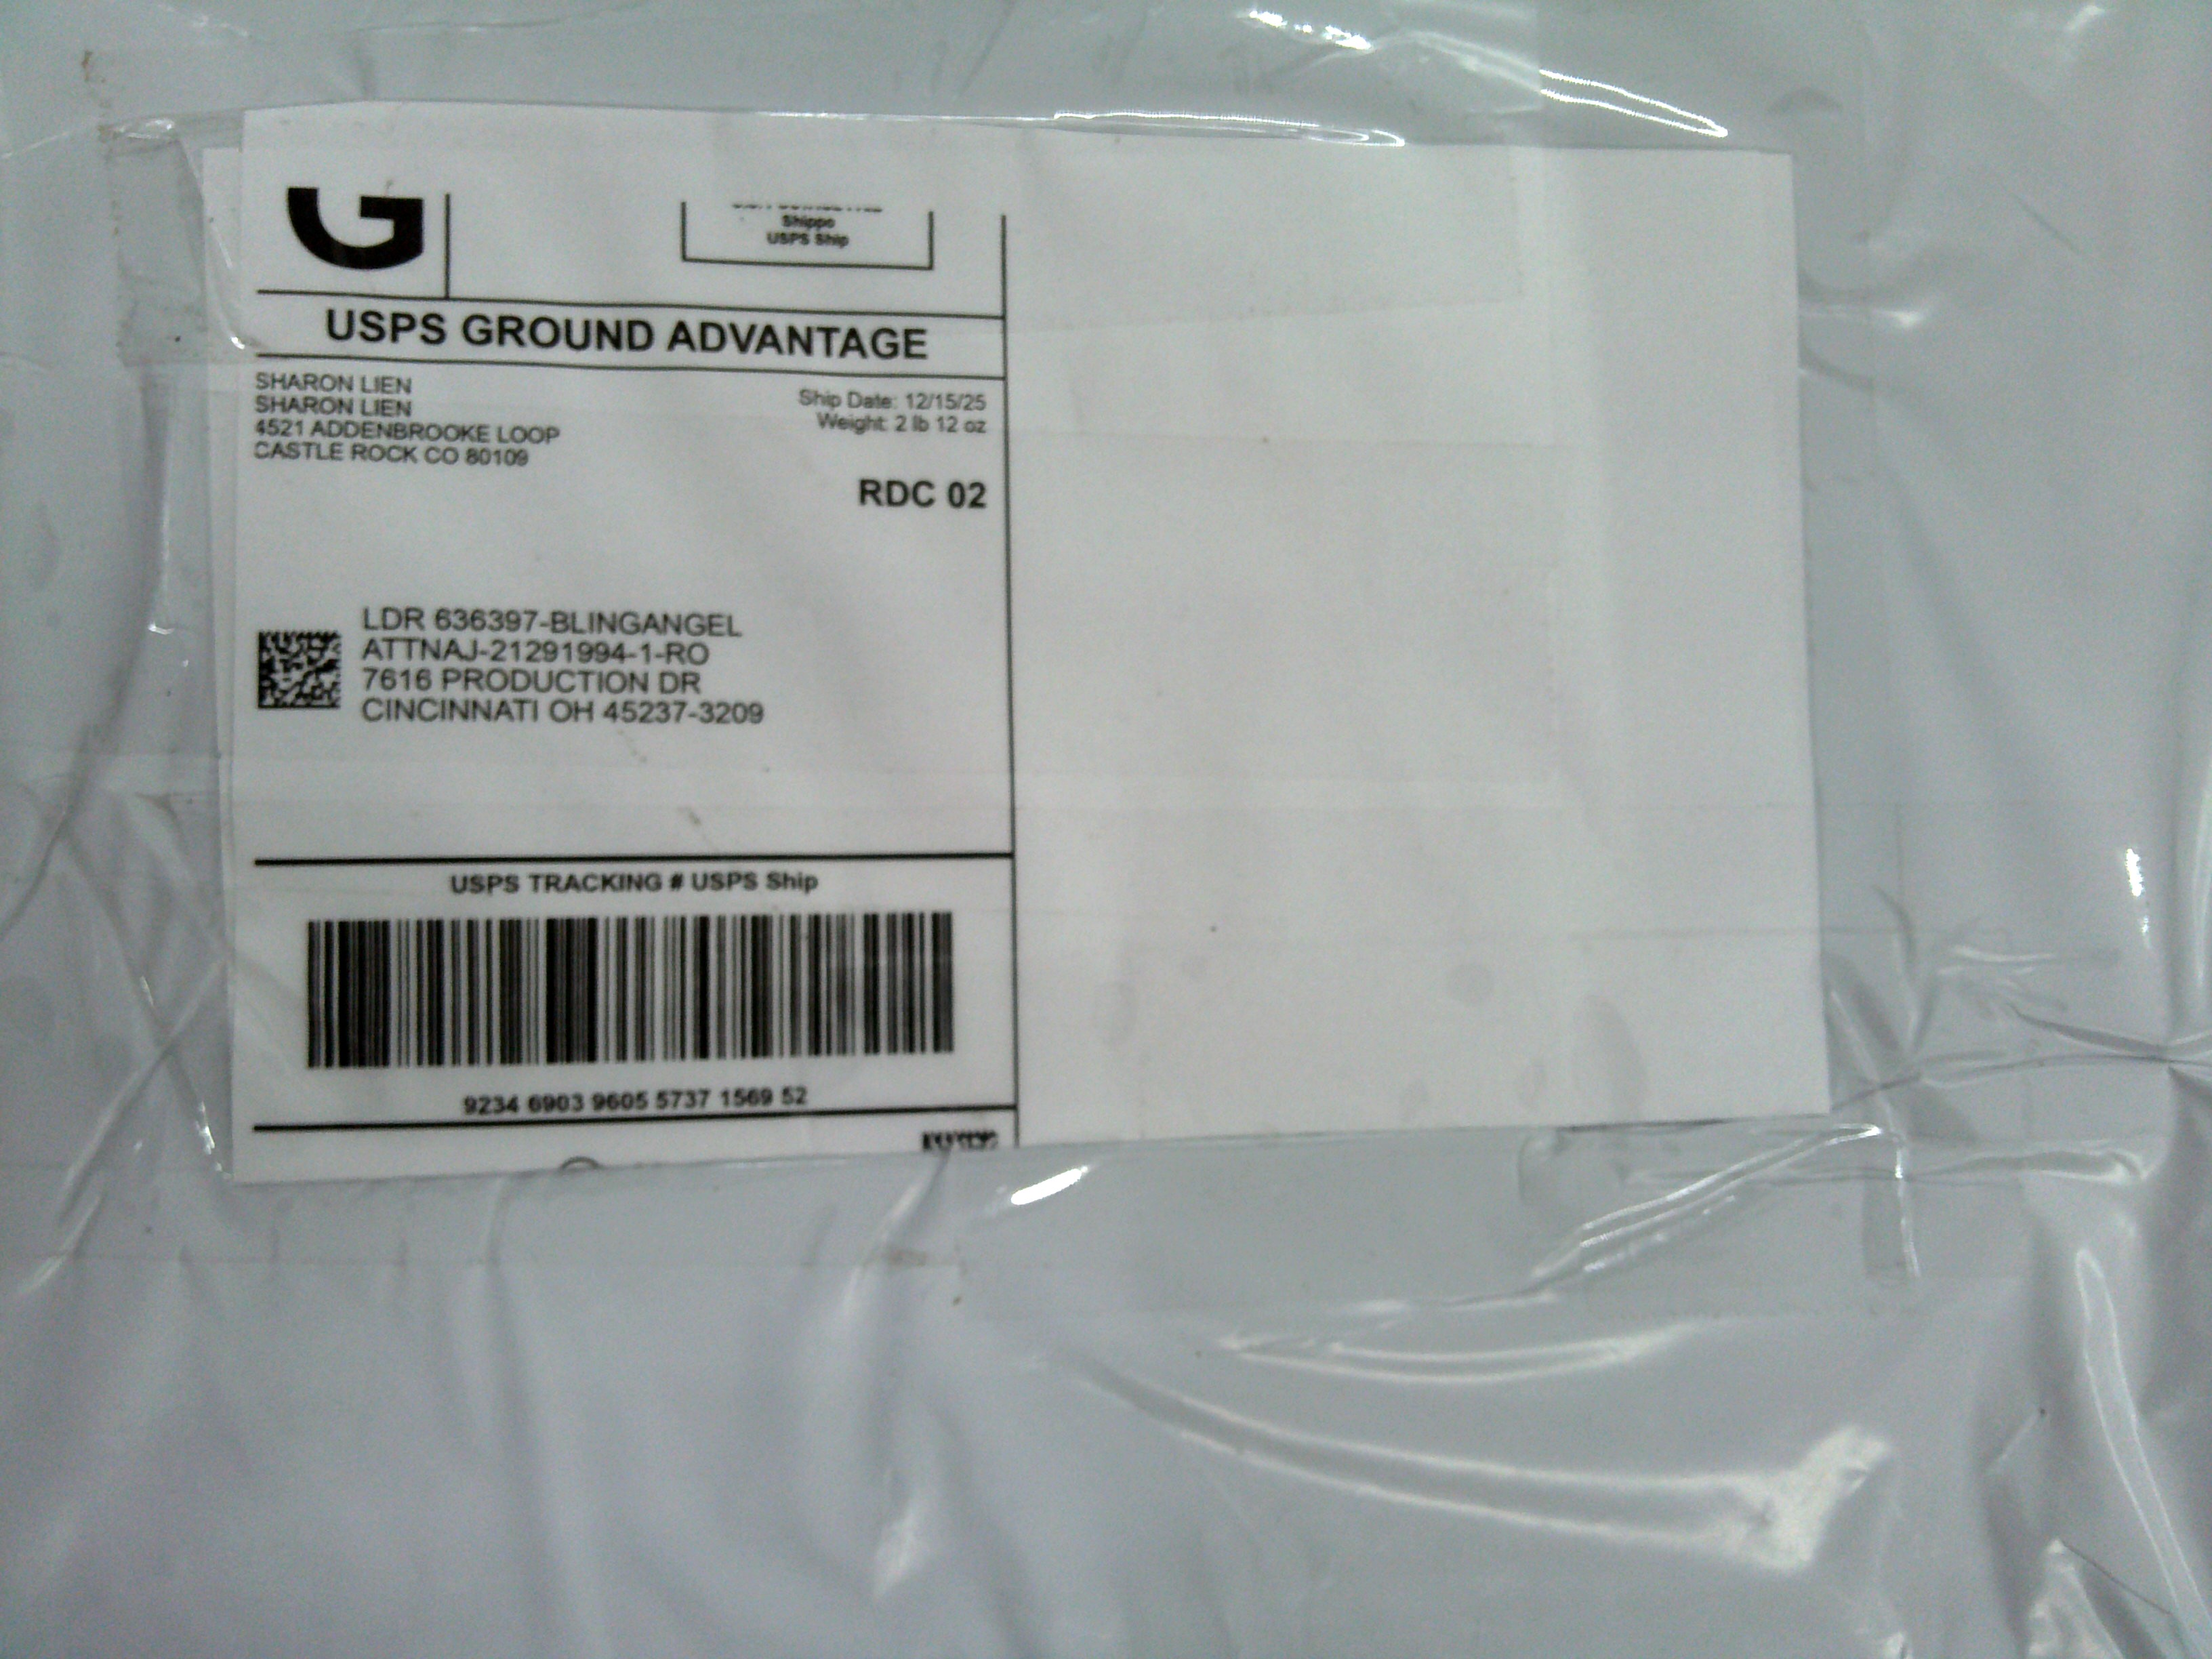 G
Shippo
USPS Ship
USPS GROUND ADVANTAGE
SHARON LIEN
SHARON LIEN
4521 ADDENBROOKE LOOP
CASTLE ROCK CO 80109
Ship Date: 12/15/25
Weight: 2 lb 12 oz
RDC 02
LDR 636397-BLINGANGEL
ATTNAJ-21291994-1-RO
7616 PRODUCTION DR
CINCINNATI OH 45237-3209
USPS TRACKING # USPS Ship
9234 6903 9605 5737 1569 52